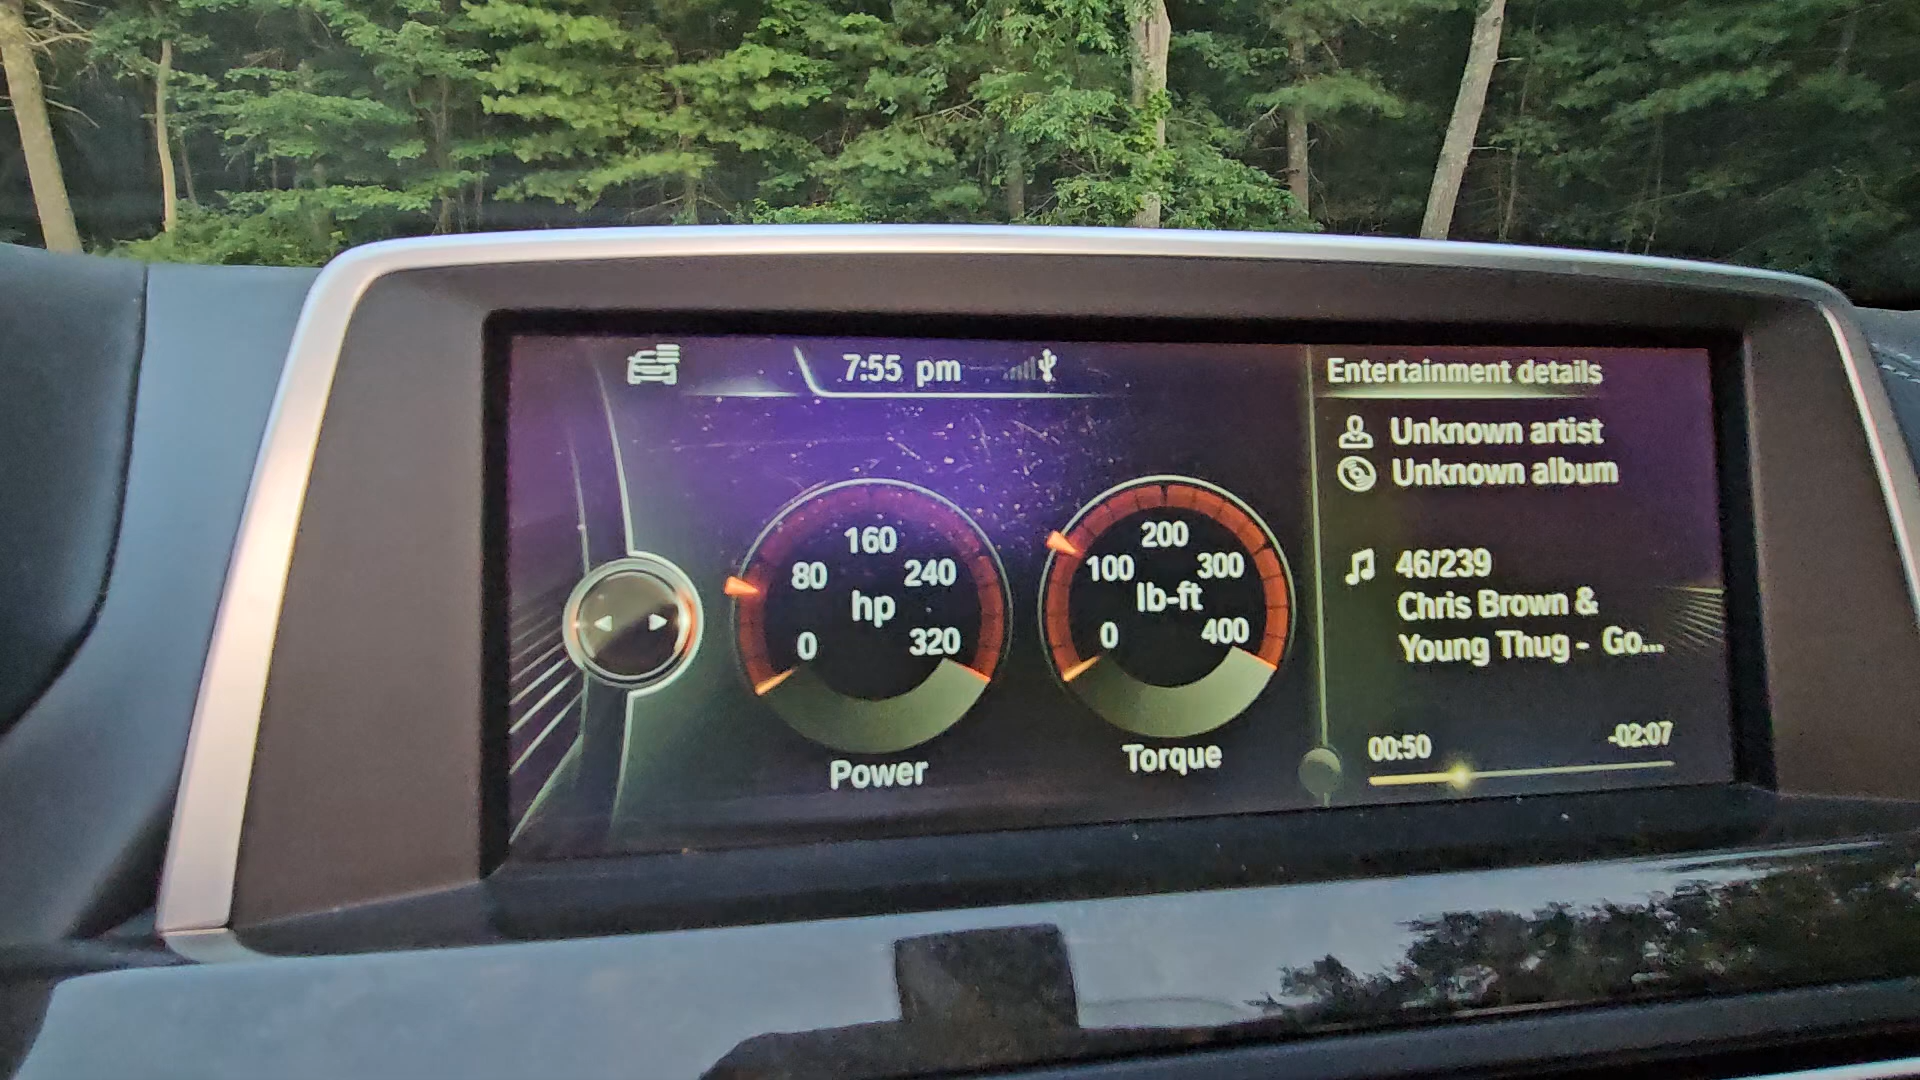 7:55 pm
Entertainment details
Unknown artist
Unknown album
160
80
240
hp
0
320
Power
200
100
300
lb-ft
0
400
Torque
46/239
Chris Brown &
Young Thug - Go...
00:50
-02:07